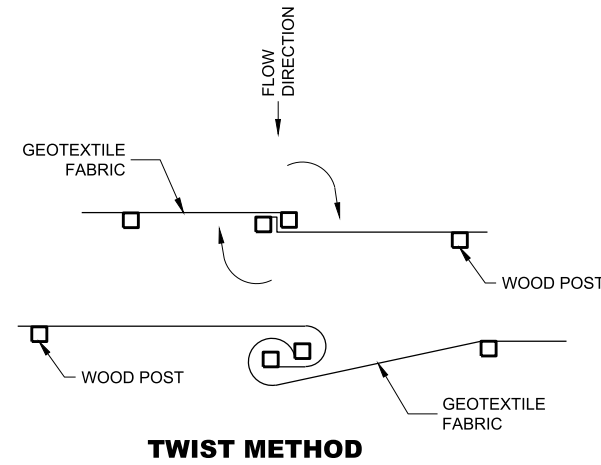 FLOW
DIRECTION
GEOTEXTILE
FABRIC
WOOD POST
WOOD POST
GEOTEXTILE
FABRIC
TWIST METHOD